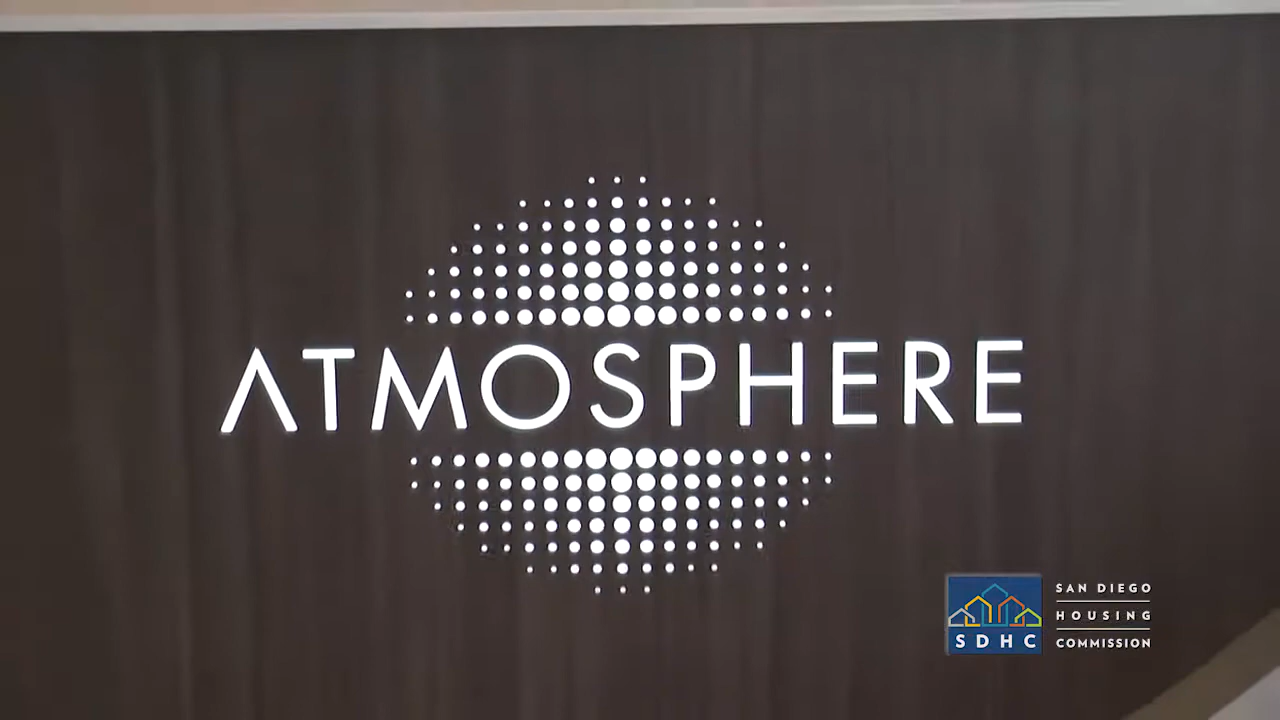 ATMOSPHERE
SDHC
SAN DIEGO
HOUSING
COMMISSION